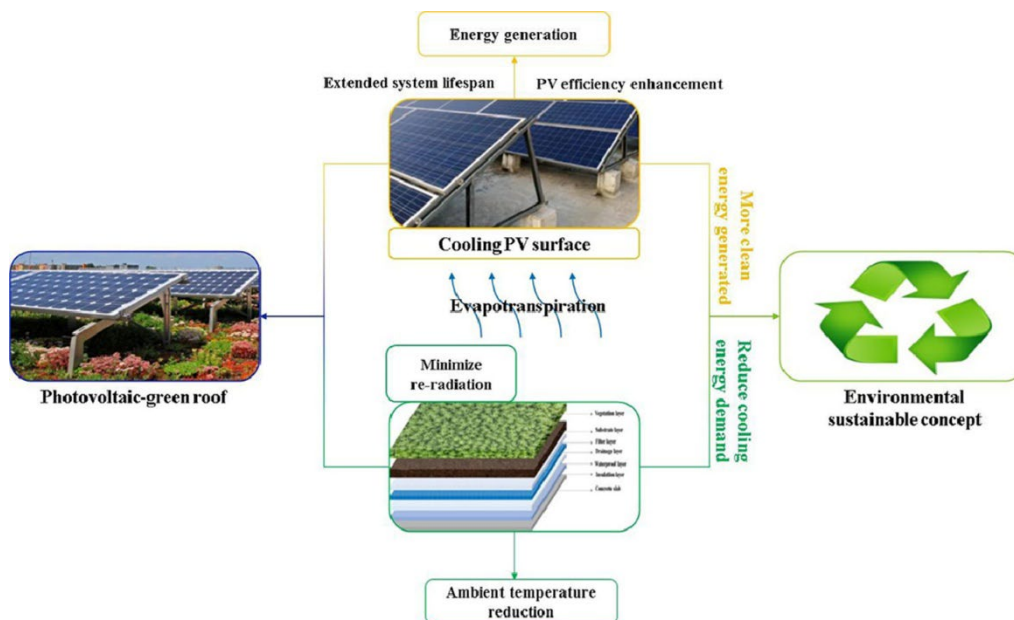 Energy generation
Extended system lifespan
PV efficiency enhancement
Cooling PV surface
More clean
energy generated
Evapotranspiration
Minimize
re-radiation
Reduce cooling
energy demand
Photovoltaic-green roof
Environmental
sustainable concept
Vegetation layer
Substrate layer
Filter layer
Drainage layer
Waterproof layer
Insulation layer
Concrete slab
Ambient temperature
reduction